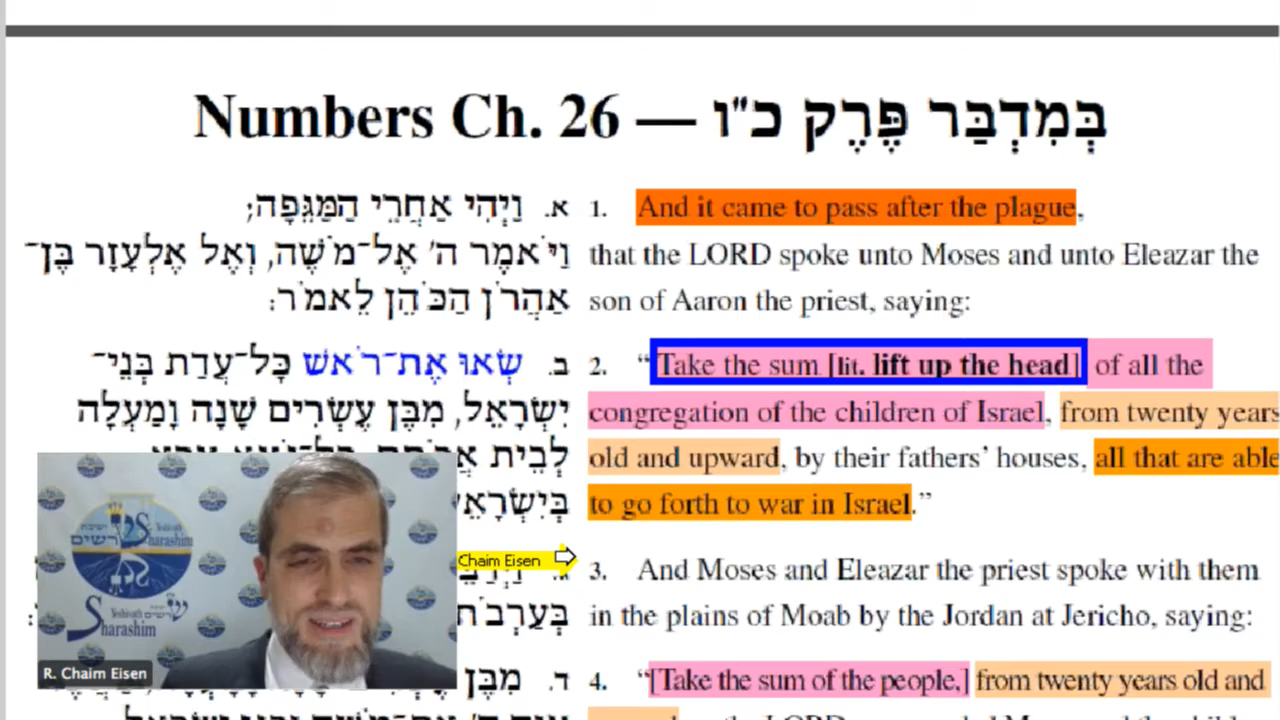 Numbers Ch. 26 — בְּמִדְבַּר פֶּרֶק כ"ו
א. וַיְהִי אַחֲרֵי הַמַּגֵּפָה;
וַיֹּאמֶר ה' אֶל־מֹשֶׁה, וְאֶל אֶלְעָזָר בֶּן־
אַהֲרֹן הַכֹּהֵן לֵאמֹר:
ב. שְׂאוּ אֶת־רֹאשׁ כָּל־עֲדַת בְּנֵי־
יִשְׂרָאֵל, מִבֶּן עֶשְׂרִים שָׁנָה וָמַעְלָה
לְבֵית
1. And it came to pass after the plague,
that the LORD spoke unto Moses and unto Eleazar the
son of Aaron the priest, saying:
2. “Take the sum [lit. lift up the head] of all the
congregation of the children of Israel, from twenty years
old and upward, by their fathers’ houses, all that are able
to go forth to war in Israel.”
3. And Moses and Eleazar the priest spoke with them
in the plains of Moab by the Jordan at Jericho, saying:
ד. מִבֶּן
4. “[Take the sum of the people,] from twenty years old and
Chaim Eisen
ישיבת
שרשים
Sharashim
Yeshivath
Sharashim
R. Chaim Eisen